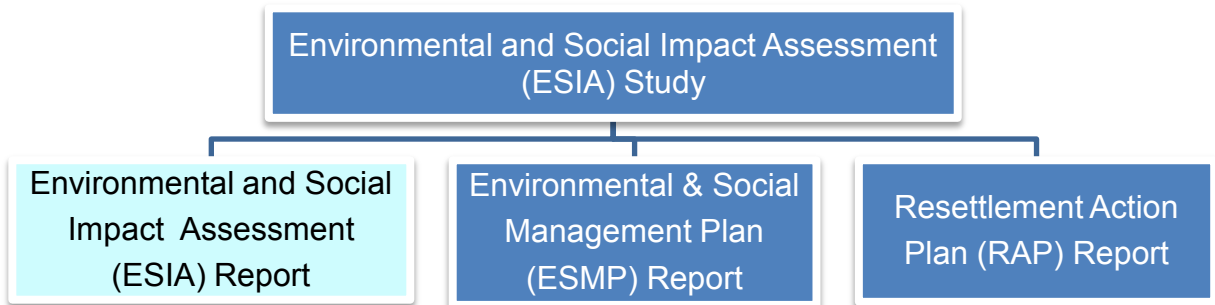 Environmental and Social Impact Assessment
(ESIA) Study
Environmental and Social
Impact Assessment
(ESIA) Report
Environmental & Social
Management Plan
(ESMP) Report
Resettlement Action
Plan (RAP) Report